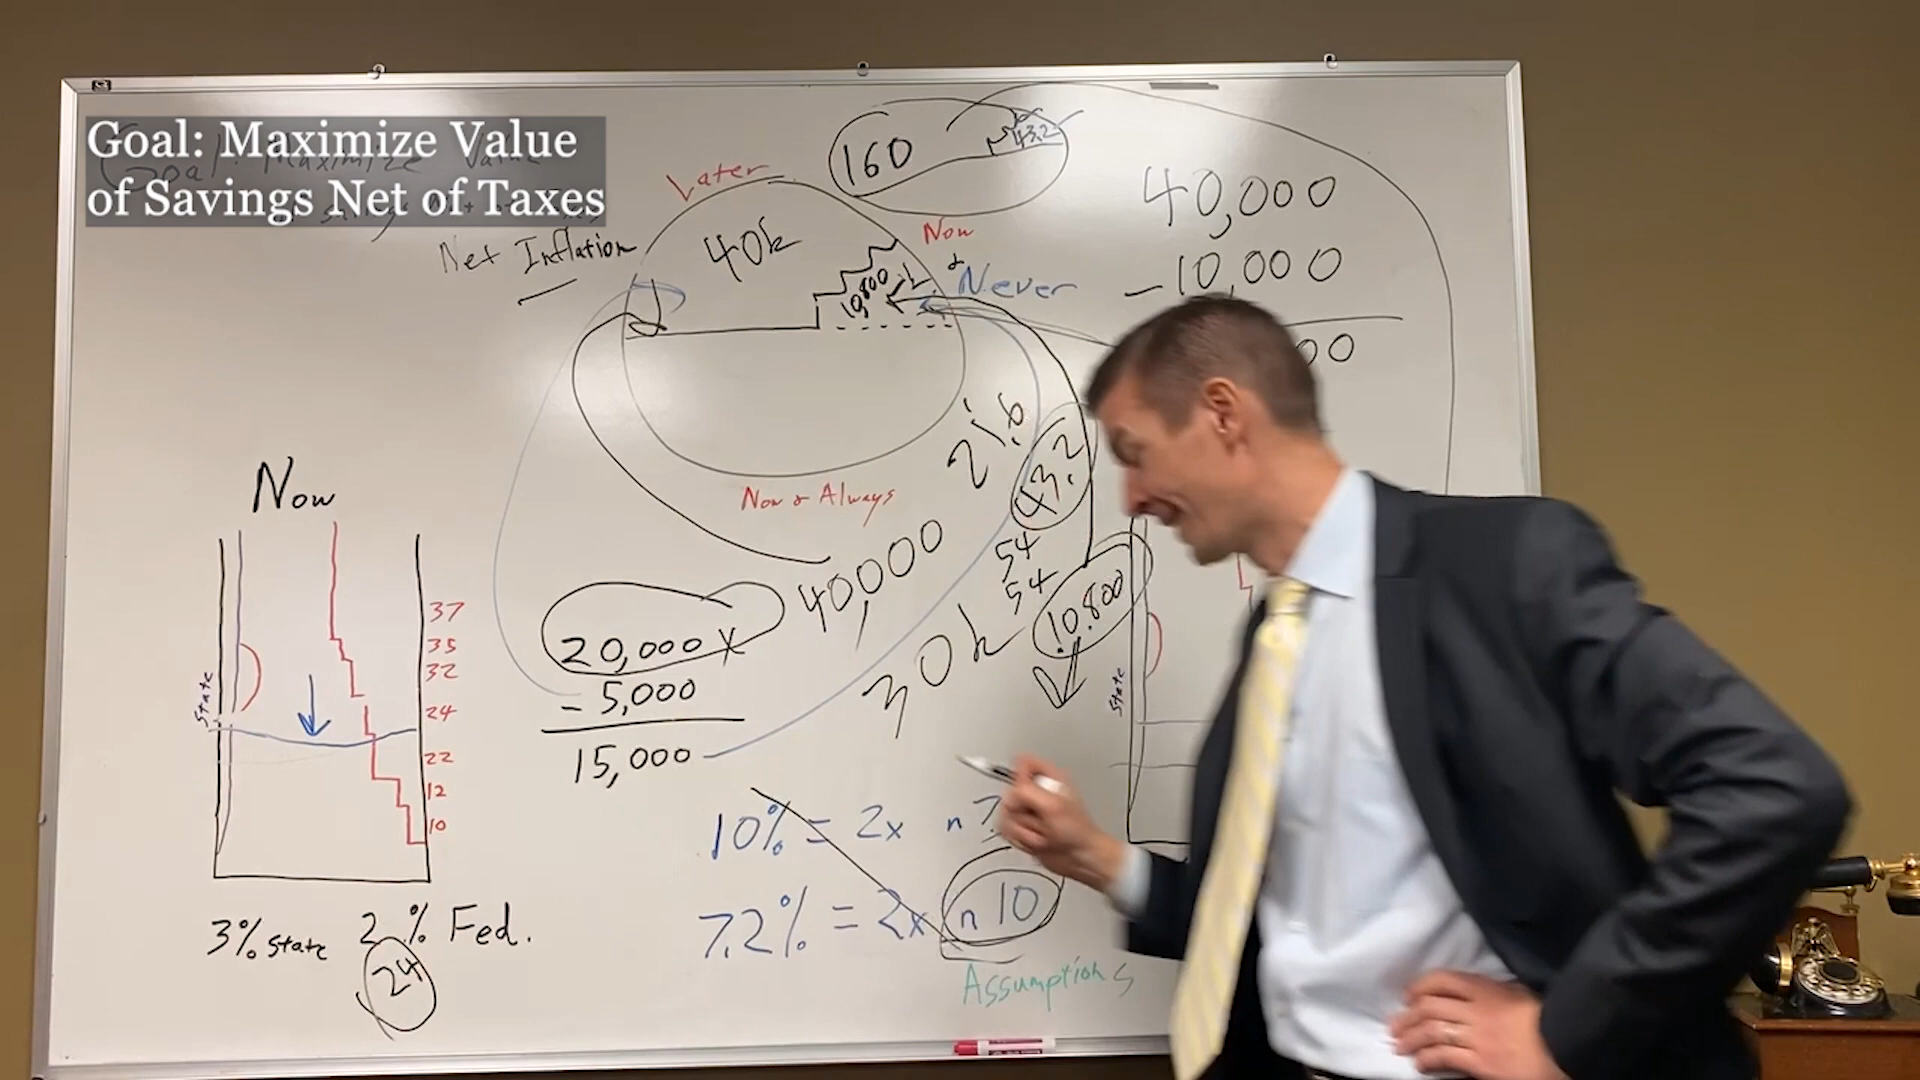 Goal: Maximize Value
of Savings Net of Taxes
Net Inflation
Later
160
43.2
40k
10,800
Now
&
Never
40,000
-10,000
00
Now & Always
21.6
43.2
54
54
10.800
40,000
30k
20,000 x
- 5,000
15,000
Now
State
37
35
32
24
22
12
10
3% State 2 % Fed.
24
10% = 2x n 7.
7.2% = 2x n 10
Assumptions
State